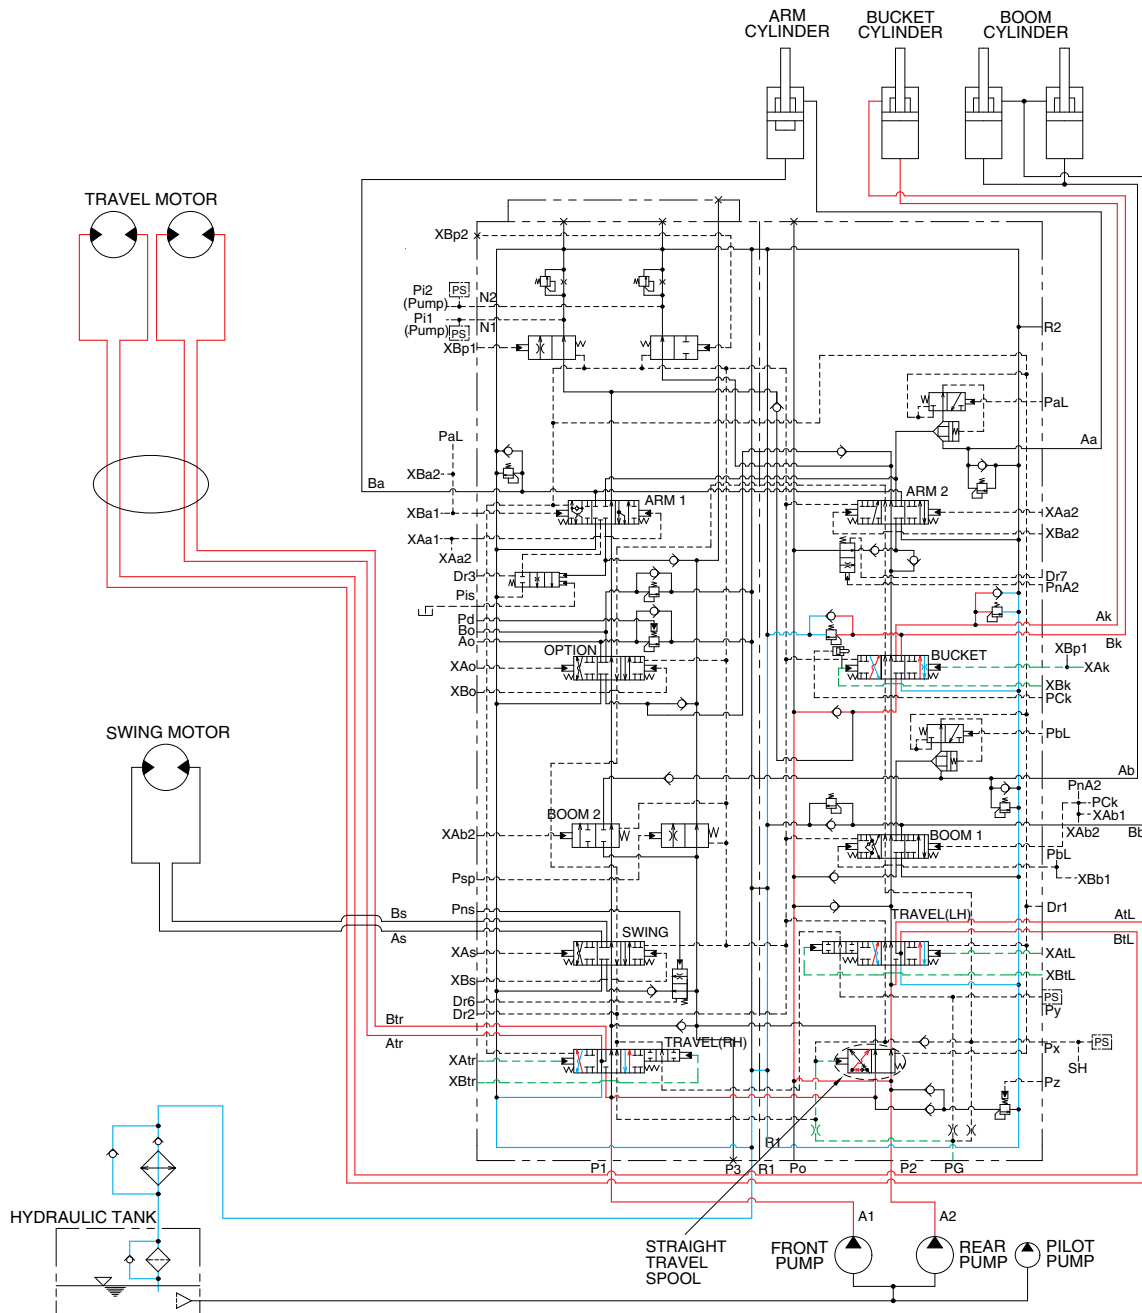 ARM
CYLINDER
BUCKET
CYLINDER
BOOM
CYLINDER
TRAVEL MOTOR
XBp2
Pi2
(Pump)
PS
N2
Pi1
(Pump)
PS
N1
XBp1
R2
PaL
Aa
PaL
XBa2
Ba
XBa1
XAa1
XAa2
ARM 1
ARM 2
XAa2
XBa2
Dr3
Pis
Dr7
PnA2
Pd
Bo
Ao
OPTION
XAo
XBo
Ak
Bk
BUCKET
XBp1
XAk
XBk
PCk
SWING MOTOR
PbL
Ab
PnA2
PCk
XAb1
XAb2
Bb
BOOM 2
XAb2
BOOM 1
PbL
XBb1
Psp
Pns
Bs
As
SWING
XAs
XBs
Dr6
Dr2
TRAVEL(LH)
Dr1
AtL
BtL
XAtL
XBtL
PS
Py
Btr
Atr
TRAVEL(RH)
XAtr
XBtr
Px
PS
SH
Pz
R1
P1
P3
R1
Po
P2
PG
HYDRAULIC TANK
STRAIGHT
TRAVEL
SPOOL
A1
A2
FRONT
PUMP
REAR
PUMP
PILOT
PUMP